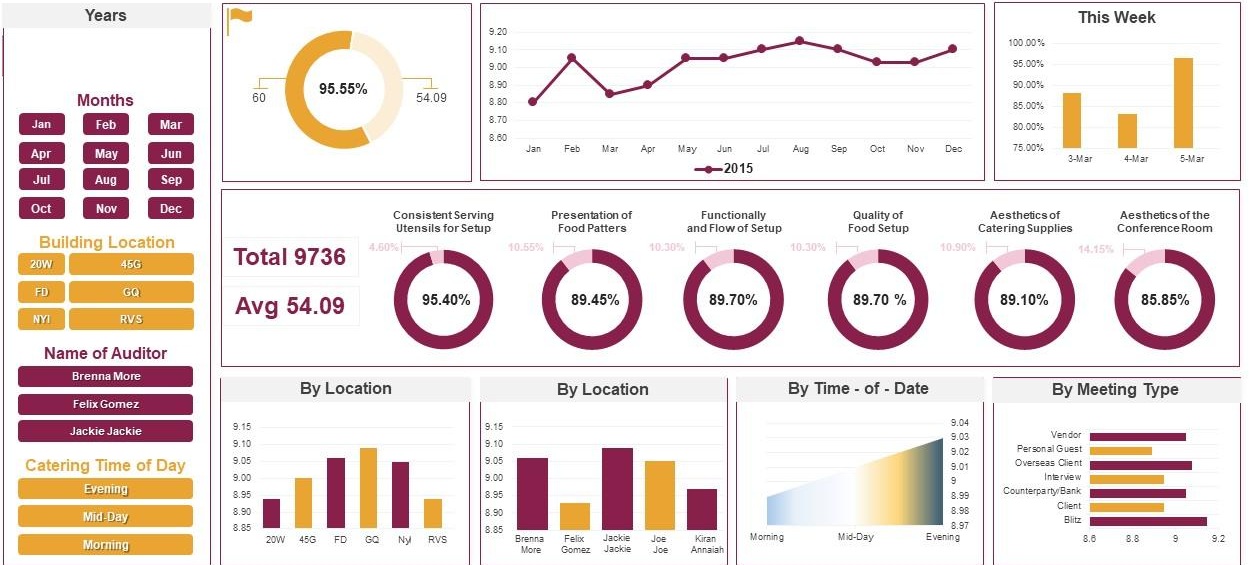 Years
Months
Jan Feb Mar
Apr May Jun
Jul Aug Sep
Oct Nov Dec
Building Location
20W 45G
FD GQ
NYI RVS
Name of Auditor
Brenna More
Felix Gomez
Jackie Jackie
Catering Time of Day
Evening
Mid-Day
Morning
95.55%
60
54.09
9.20
9.10
9.00
8.90
8.80
8.70
8.60
Jan Feb Mar Apr May Jun Jul Aug Sep Oct Nov Dec
2015
This Week
100.00%
95.00%
90.00%
85.00%
80.00%
75.00%
3-Mar 4-Mar 5-Mar
Total 9736
Avg 54.09
Consistent Serving
Utensils for Setup
4.60%
95.40%
Presentation of
Food Patters
10.55%
89.45%
Functionally
and Flow of Setup
10.30%
89.70%
Quality of
Food Setup
10.30%
89.70 %
Aesthetics of
Catering Supplies
10.90%
89.10%
Aesthetics of the
Conference Room
14.15%
85.85%
By Location
9.15
9.10
9.05
9.00
8.95
8.90
8.85
20W 45G FD GQ Nyl RVS
By Location
9.15
9.10
9.05
9.00
8.95
8.90
8.85
Brenna
More
Felix
Gomez
Jackie
Jackie
Joe
Joe
Kiran
Annaiah
By Time - of - Date
9.04
9.03
9.02
9.01
9
8.99
8.98
8.97
Morning Mid-Day Evening
By Meeting Type
Vendor
Personal Guest
Overseas Client
Interview
Counterparty/Bank
Client
Blitz
8.6 8.8 9 9.2